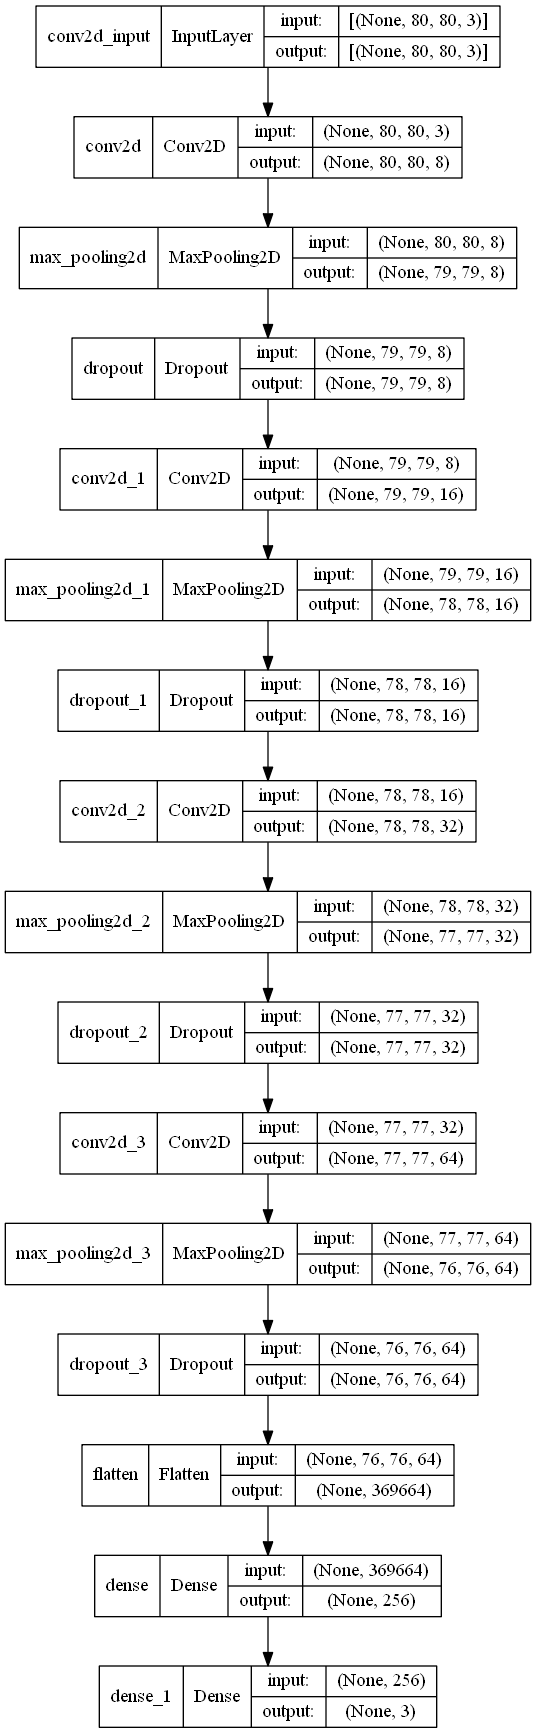 conv2d_input InputLayer input: [(None, 80, 80, 3)]
output: [(None, 80, 80, 3)]
conv2d Conv2D input: (None, 80, 80, 3)
output: (None, 80, 80, 8)
max_pooling2d MaxPooling2D input: (None, 80, 80, 8)
output: (None, 79, 79, 8)
dropout Dropout input: (None, 79, 79, 8)
output: (None, 79, 79, 8)
conv2d_1 Conv2D input: (None, 79, 79, 8)
output: (None, 79, 79, 16)
max_pooling2d_1 MaxPooling2D input: (None, 79, 79, 16)
output: (None, 78, 78, 16)
dropout_1 Dropout input: (None, 78, 78, 16)
output: (None, 78, 78, 16)
conv2d_2 Conv2D input: (None, 78, 78, 16)
output: (None, 78, 78, 32)
max_pooling2d_2 MaxPooling2D input: (None, 78, 78, 32)
output: (None, 77, 77, 32)
dropout_2 Dropout input: (None, 77, 77, 32)
output: (None, 77, 77, 32)
conv2d_3 Conv2D input: (None, 77, 77, 32)
output: (None, 77, 77, 64)
max_pooling2d_3 MaxPooling2D input: (None, 77, 77, 64)
output: (None, 76, 76, 64)
dropout_3 Dropout input: (None, 76, 76, 64)
output: (None, 76, 76, 64)
flatten Flatten input: (None, 76, 76, 64)
output: (None, 369664)
dense Dense input: (None, 369664)
output: (None, 256)
dense_1 Dense input: (None, 256)
output: (None, 3)